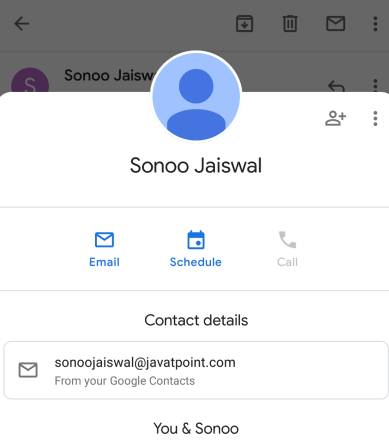 S
Sonoo Jaisw
Sonoo Jaiswal
Email Schedule Call
Contact details
sonoojaiswal@javatpoint.com
From your Google Contacts
You & Sonoo